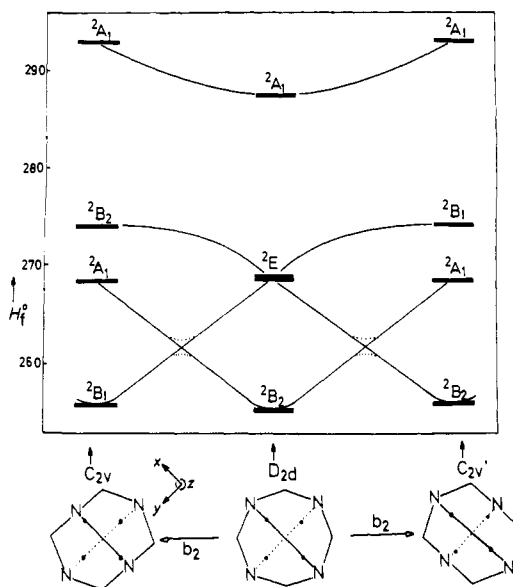 ²A₁ ²A₁
290 ²A₁
²B₂ ²B₁
270 ²A₁ ²E ²A₁
H_f°
260
²B₁ ²B₂ ²B₂
C₂ᵥ x z y D₂d C₂ᵥ'
N N N N N N
b₂ b₂
N N N N N N